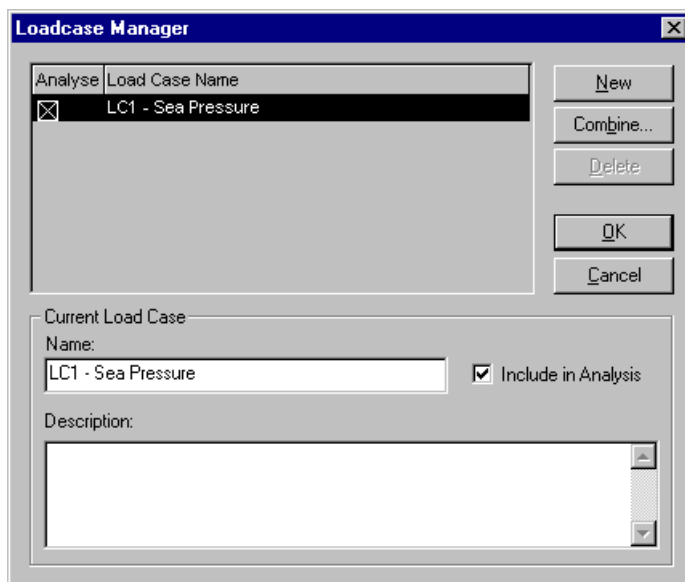 Loadcase Manager
Analyse Load Case Name
LC1 - Sea Pressure
New
Combine...
Delete
OK
Cancel
Current Load Case
Name:
LC1 - Sea Pressure
Include in Analysis
Description: